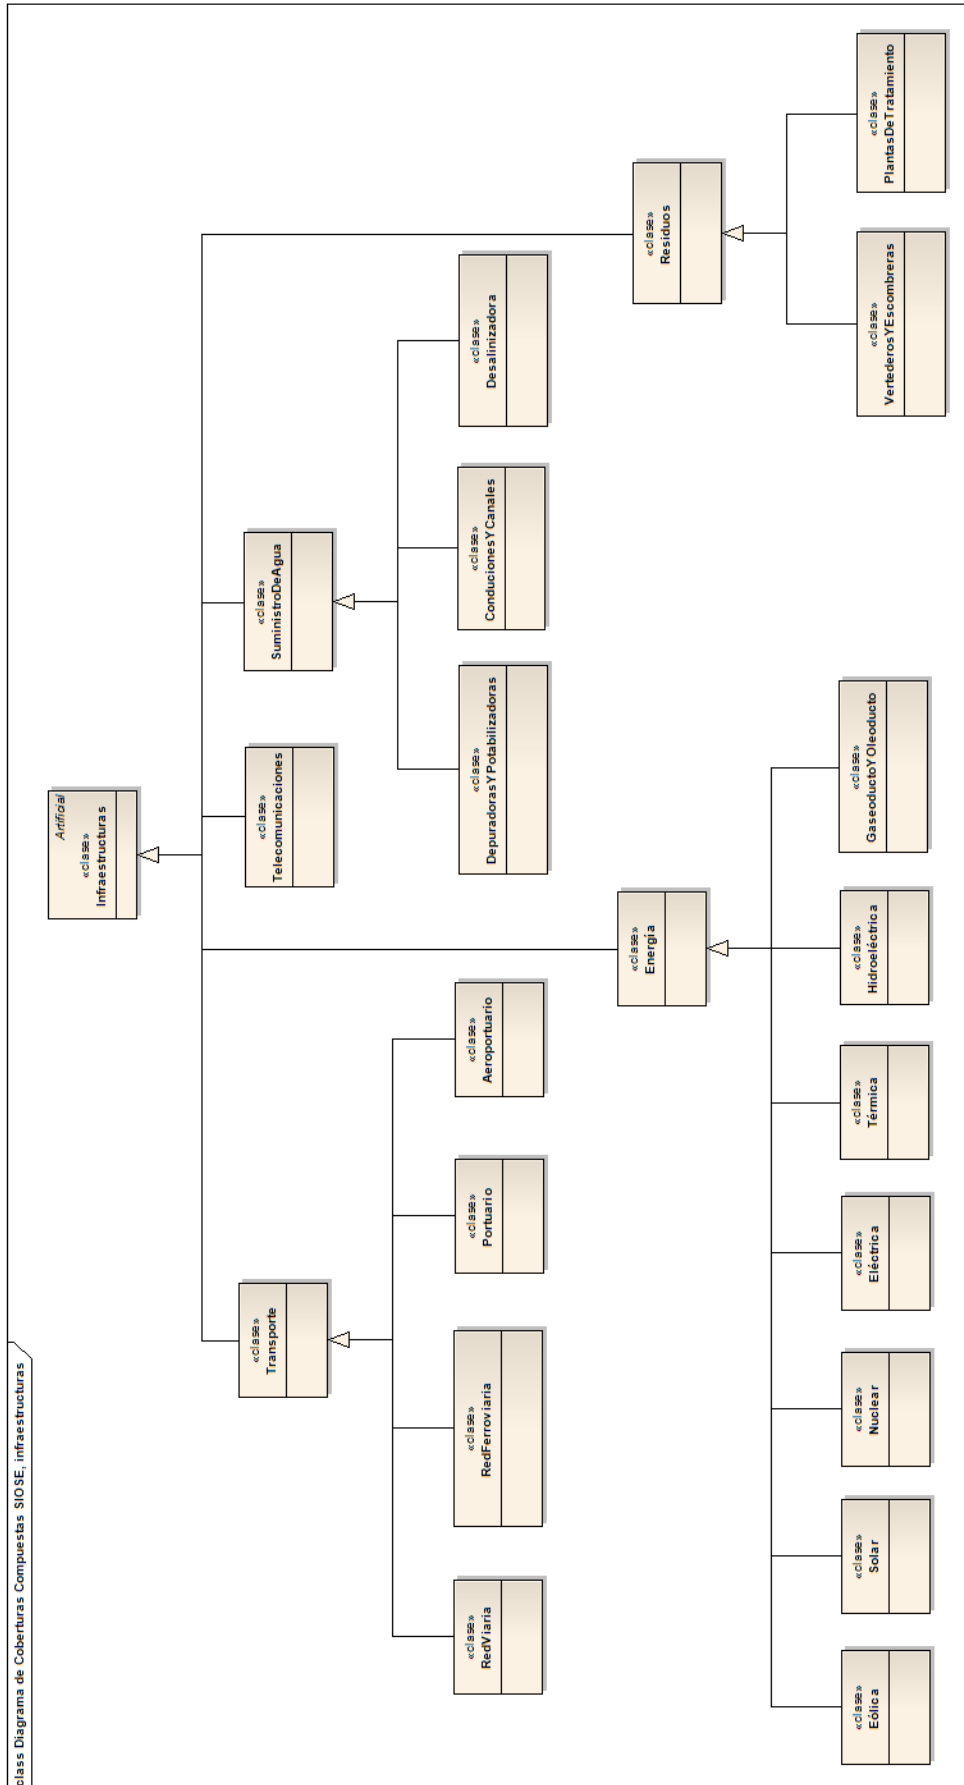 class Diagrama de Coberturas Compuestas SIOSE, infraestructuras
Artificial
«clase»
Infraestructuras
«clase»
Transporte
«clase»
Telecomunicaciones
«clase»
SuministroDeAgua
«clase»
RedViaria
«clase»
RedFerroviaria
«clase»
Portuario
«clase»
Aeroportuario
«clase»
DepuradorasYPotabilizadoras
«clase»
ConducionesYCanales
«clase»
Desalinizadora
«clase»
Energía
«clase»
Residuos
«clase»
Eólica
«clase»
Solar
«clase»
Nuclear
«clase»
Eléctrica
«clase»
Térmica
«clase»
Hidroeléctrica
«clase»
GaseoductoYOleoducto
«clase»
VertederosYEscombreras
«clase»
PlantasDeTratamiento